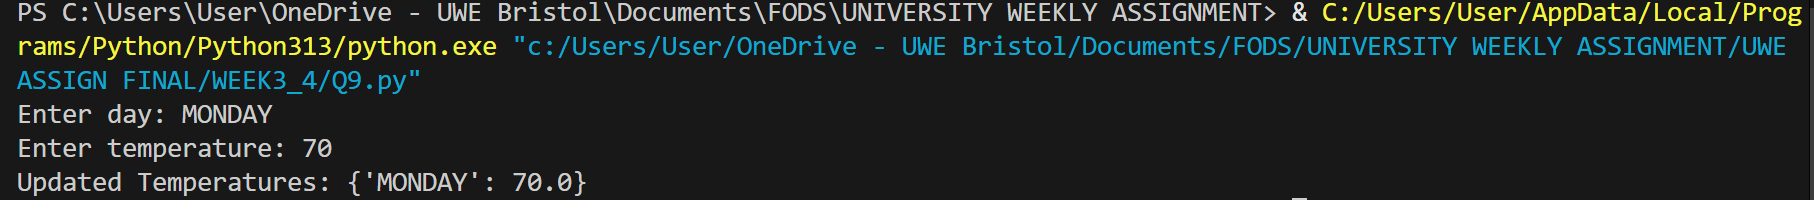 PS C:\Users\User\OneDrive - UWE Bristol\Documents\FODS\UNIVERSITY WEEKLY ASSIGNMENT> & C:/Users/User/AppData/Local/Prog
rams/Python/Python313/python.exe "c:/Users/User/OneDrive - UWE Bristol/Documents/FODS/UNIVERSITY WEEKLY ASSIGNMENT/UWE
ASSIGN FINAL/WEEK3_4/Q9.py"
Enter day: MONDAY
Enter temperature: 70
Updated Temperatures: {'MONDAY': 70.0}